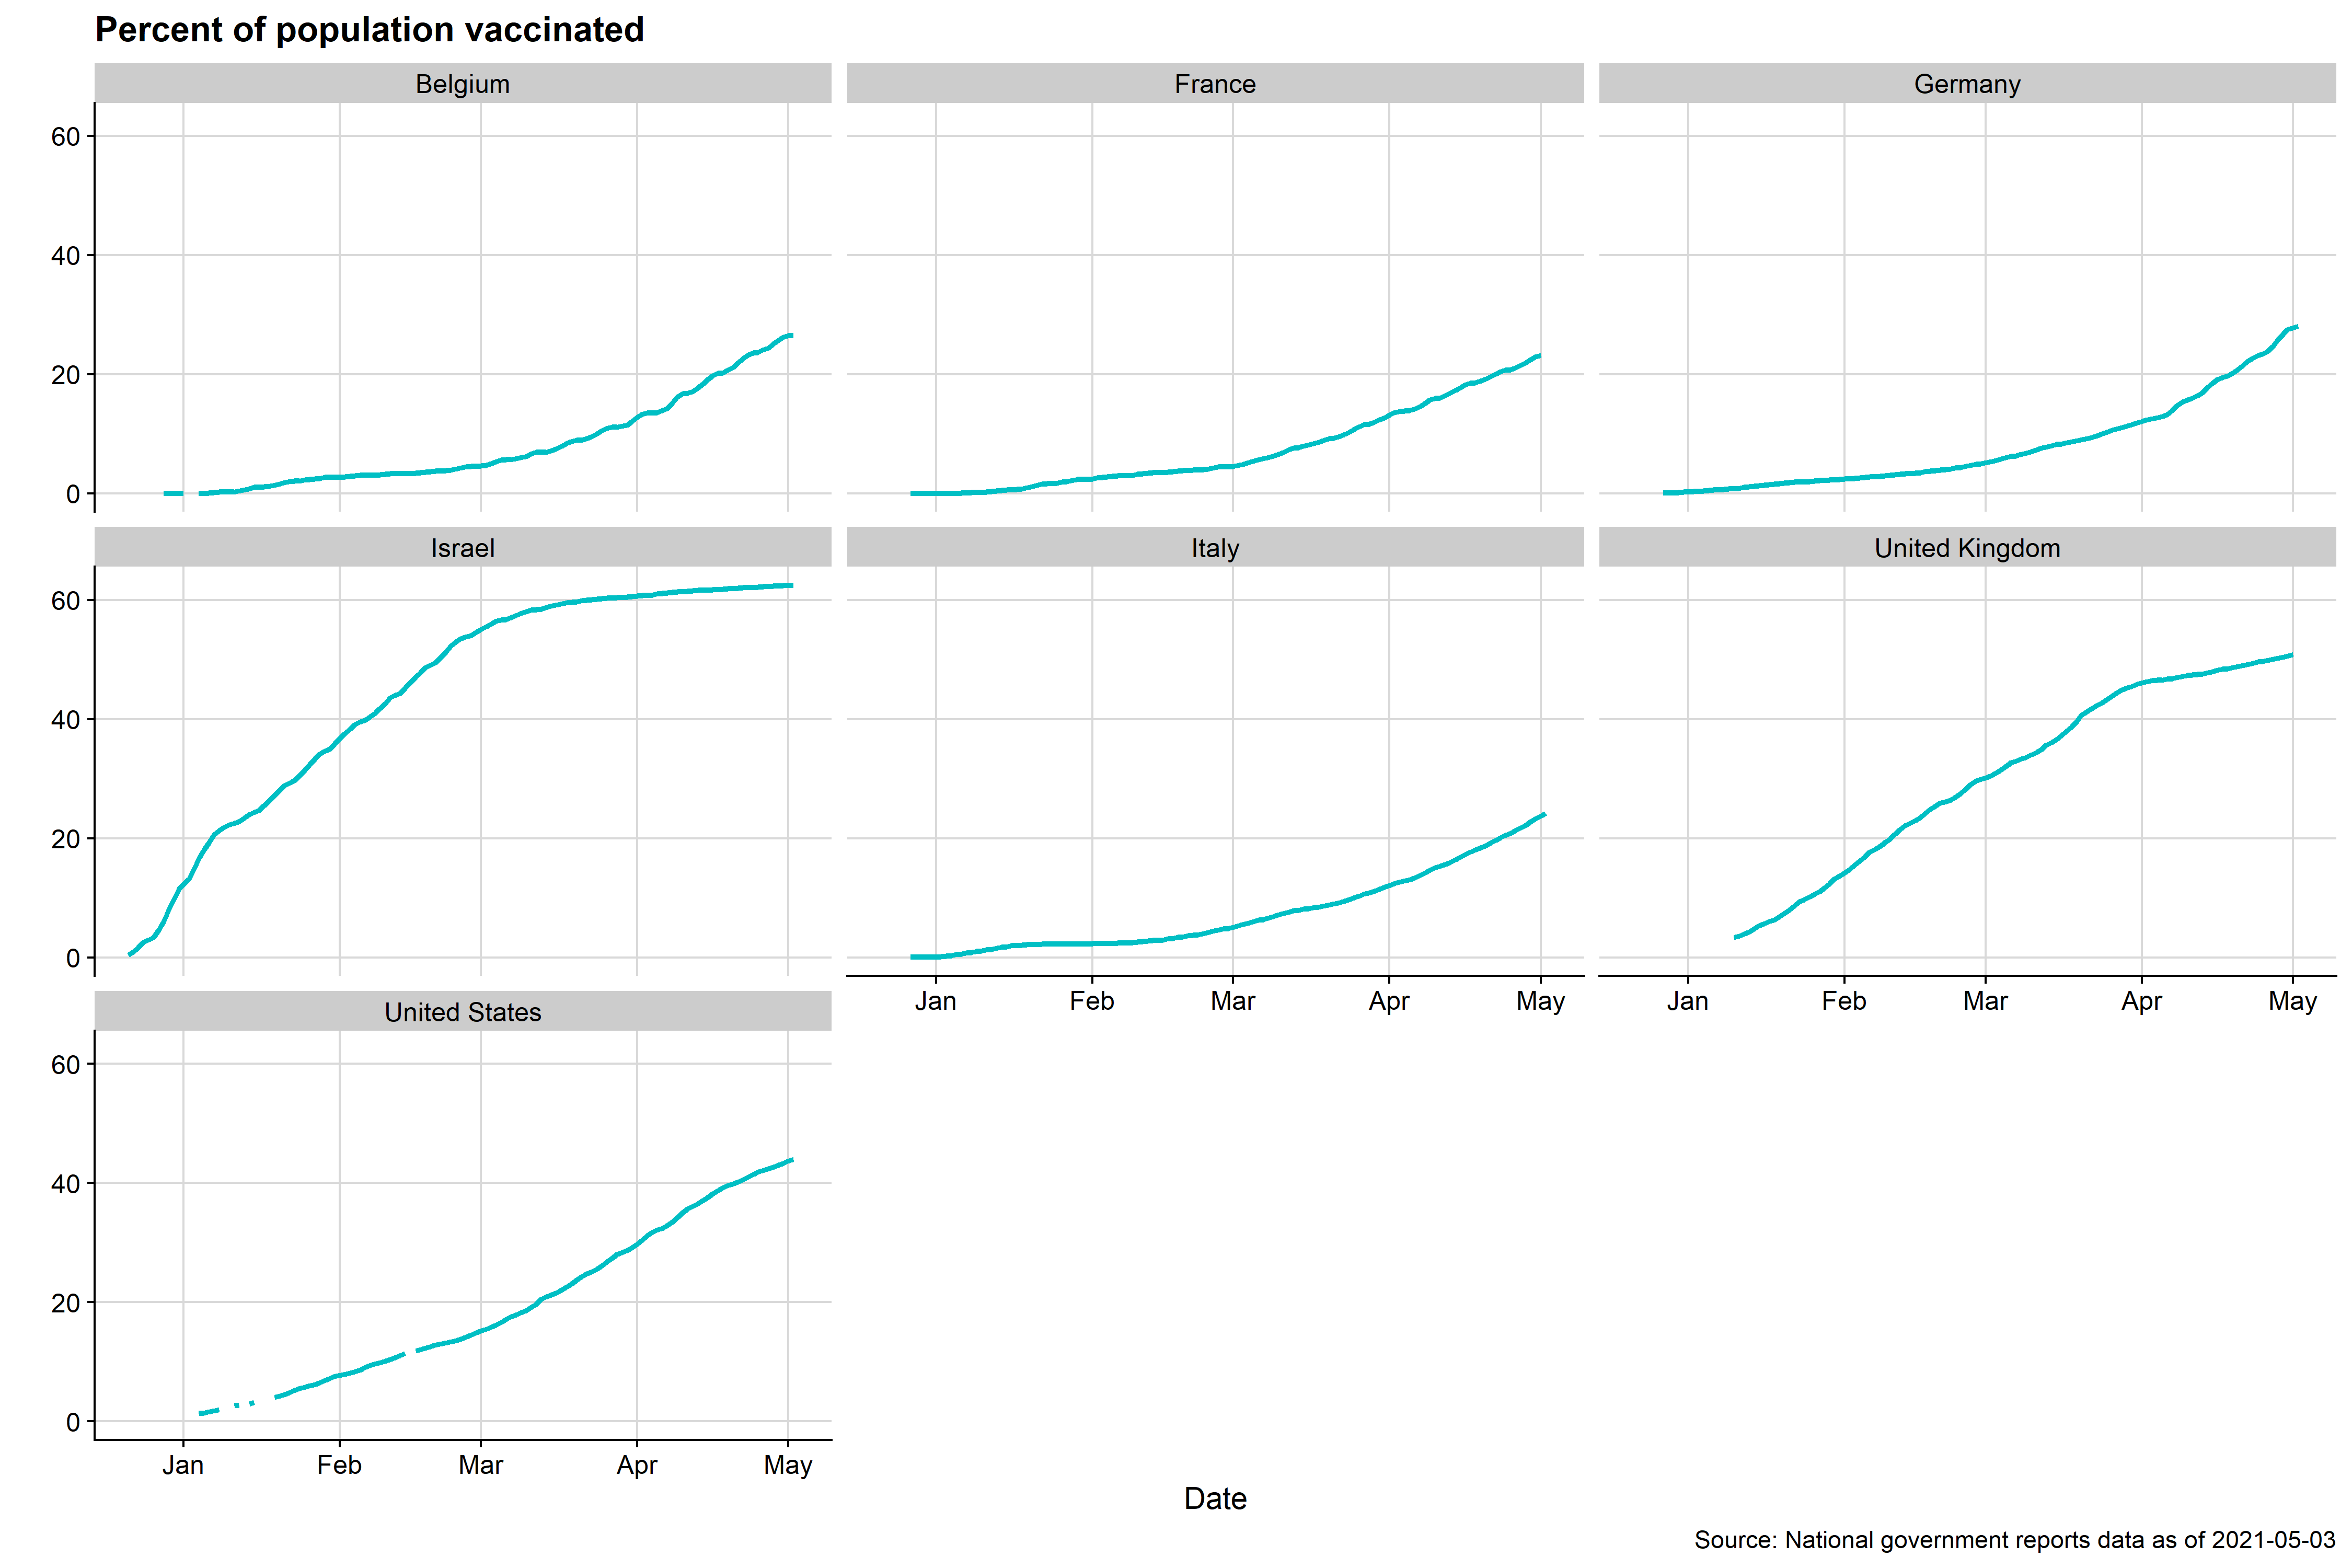 Percent of population vaccinated
Belgium
France
Germany
60
40
20
0
Israel
Italy
United Kingdom
60
40
20
0
Jan Feb Mar Apr May
Jan Feb Mar Apr May
United States
60
40
20
0
Jan Feb Mar Apr May
Date
Source: National government reports data as of 2021-05-03